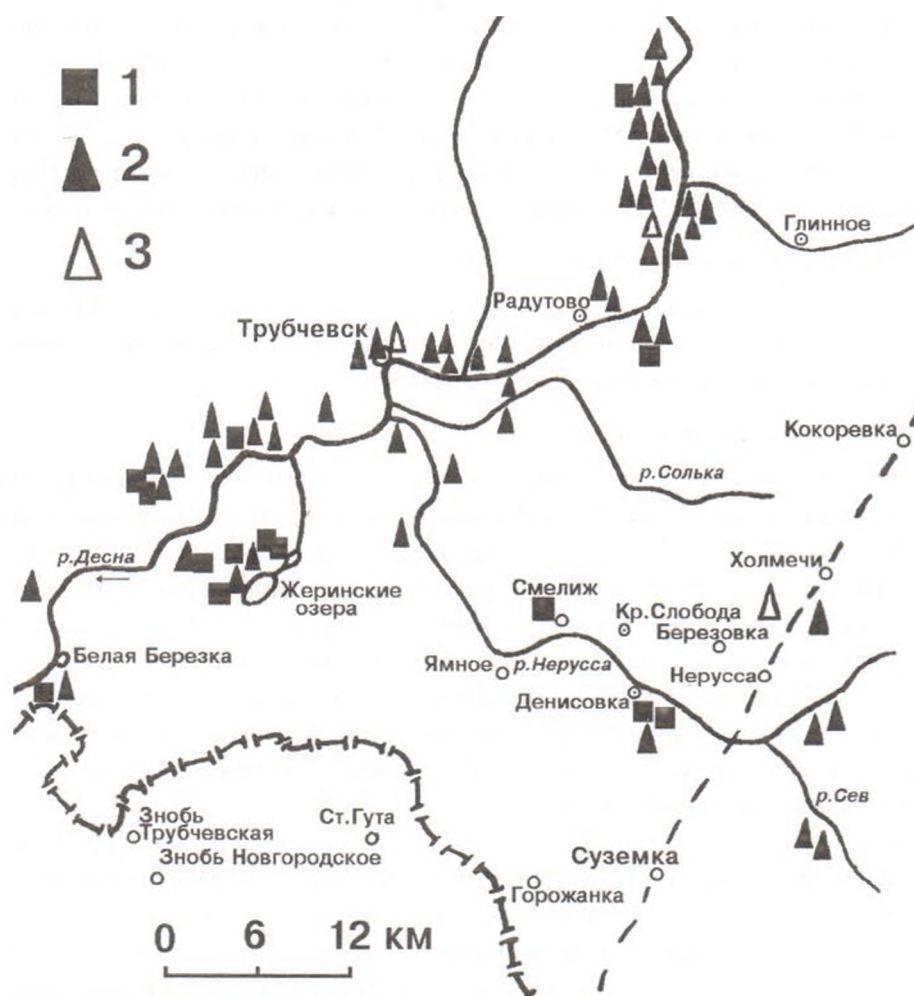 1
2
3
Глинное
Радутово
Трубчевск
Кокоревка
р.Солька
р.Десна
Холмечи
Жеринские
озера
Смелиж
Кр.Слобода
Березовка
Белая Березка
Ямное
р.Нерусса
Нерусса
Денисовка
р.Сев
Знобь
Трубчевская
Ст.Гута
Знобь Новгородское
Суземка
Горожанка
0 6 12 км